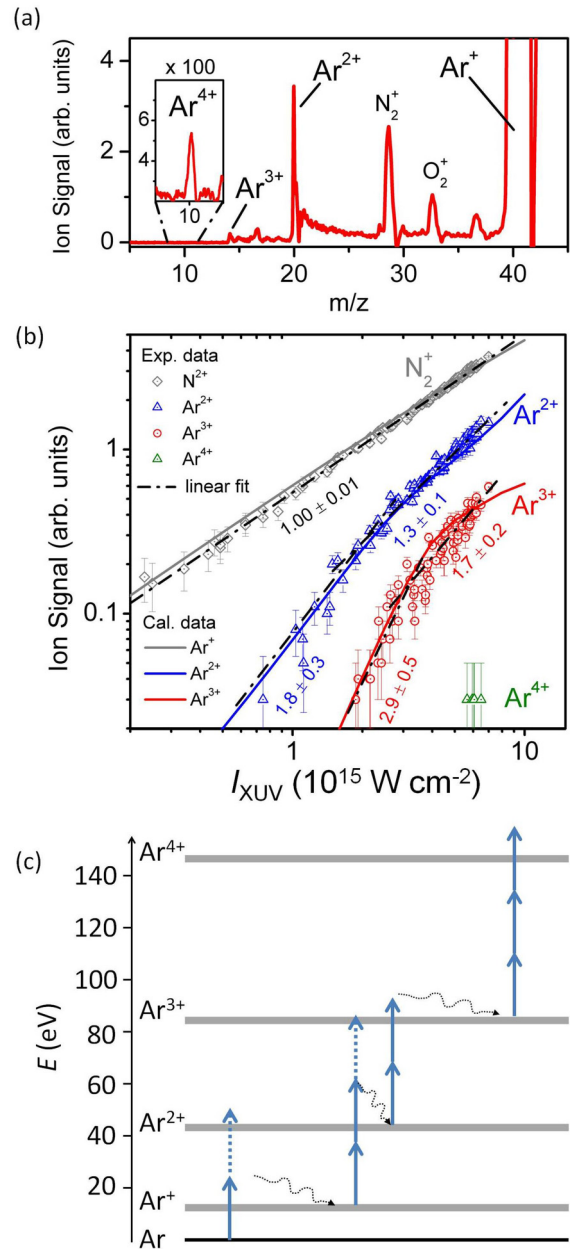 (a)
Ion Signal (arb. units)
4
2
0
x 100
Ar⁴⁺
6
4
10
Ar³⁺
Ar²⁺
N₂⁺
O₂⁺
Ar⁺
10
20
30
40
m/z
(b)
Ion Signal (arb. units)
1
0.1
Exp. data
N²⁺
Ar²⁺
Ar³⁺
Ar⁴⁺
linear fit
N₂⁺
Ar²⁺
Ar³⁺
Ar⁴⁺
1.00 ± 0.01
1.3 ± 0.1
1.7 ± 0.2
1.8 ± 0.3
2.9 ± 0.5
Cal. data
Ar⁺
Ar²⁺
Ar³⁺
1
10
I_XUV (10¹⁵ W cm⁻²)
(c)
E (eV)
140
120
100
80
60
40
20
Ar⁴⁺
Ar³⁺
Ar²⁺
Ar⁺
Ar